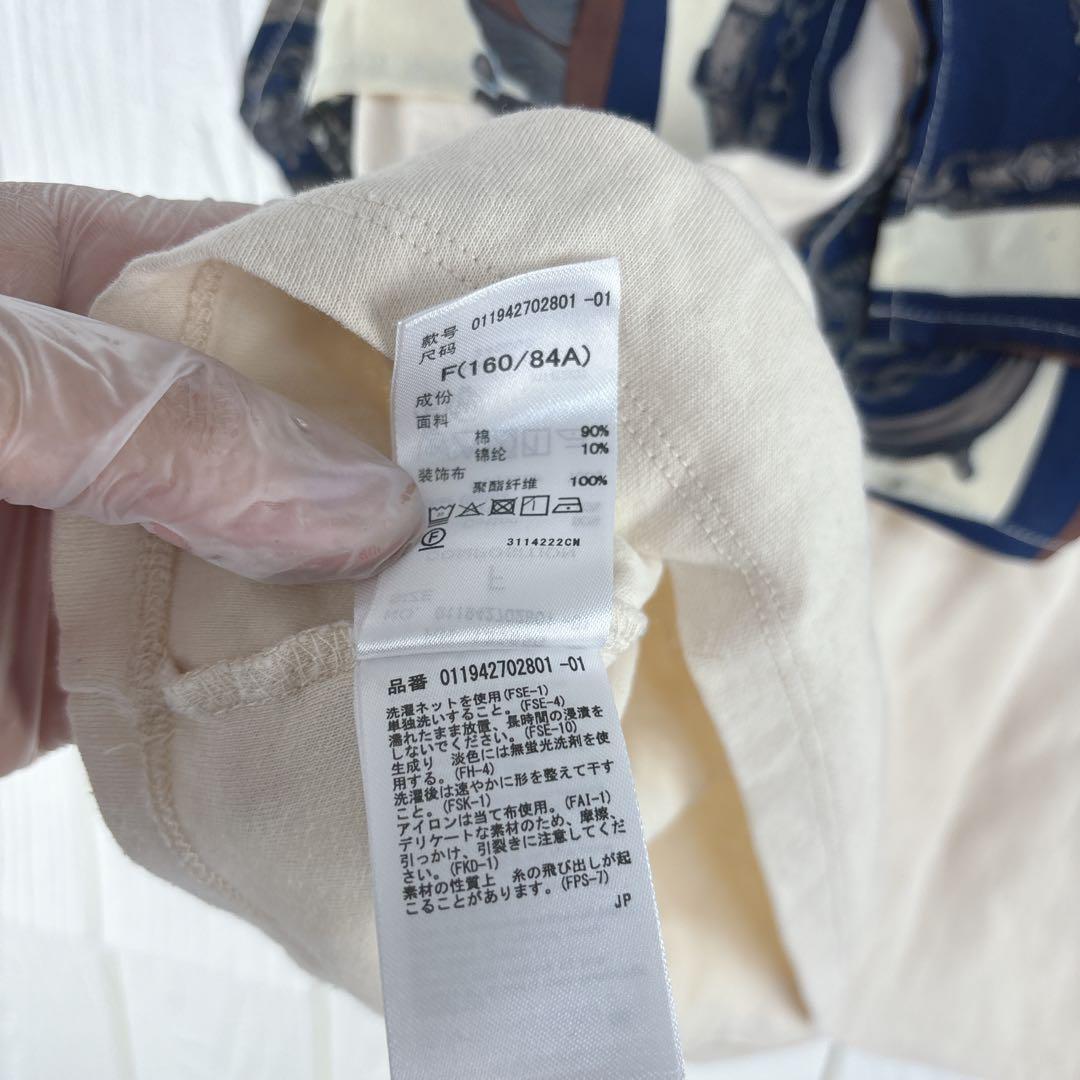 款号 011942702801 -01
尺码
F(160/84A)
成份
面料
棉 90%
锦纶 10%
装饰布
聚酯纤维 100%
F
3114222CN
品番 011942702801 -01
洗濯ネットを使用(FSE-1)
単独洗いすること。(FSE-4)
濡れたまま放置、長時間の浸漬を
しないでください。(FSE-10)
生成り 淡色には無蛍光洗剤を使
用する。(FH-4)
洗濯後は速やかに形を整えて干す
こと。(FSK-1)
アイロンは当て布使用。(FAI-1)
デリケートな素材のため、摩擦、
引っかけ、引裂きに注意してくだ
さい。(FKD-1)
素材の性質上 糸の飛び出しが起
こることがあります。(FPS-7)
JP